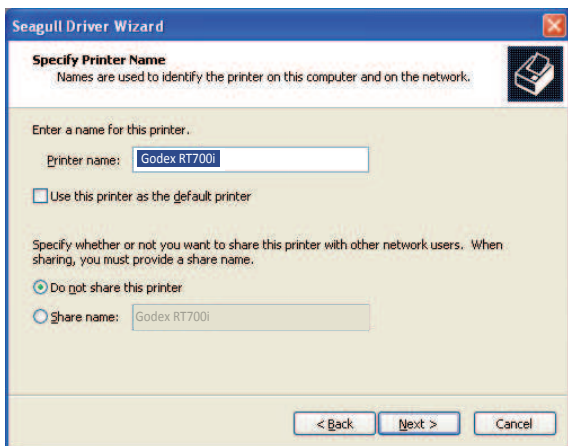 Seagull Driver Wizard
Specify Printer Name
Names are used to identify the printer on this computer and on the network.
Enter a name for this printer.
Printer name: Godex RT700i
Use this printer as the default printer
Specify whether or not you want to share this printer with other network users. When
sharing, you must provide a share name.
Do not share this printer
Share name: Godex RT700i
< Back Next > Cancel